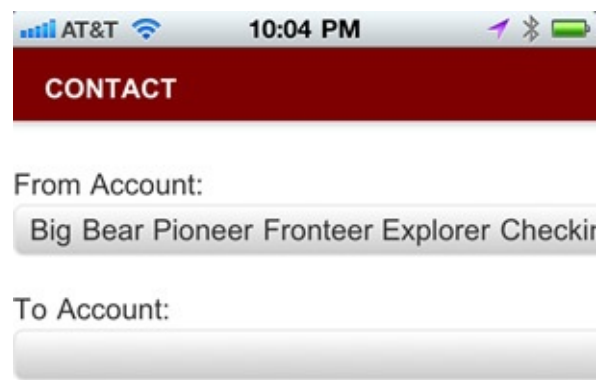 AT&T 10:04 PM
CONTACT
From Account:
Big Bear Pioneer Fronteer Explorer Checkin
To Account: